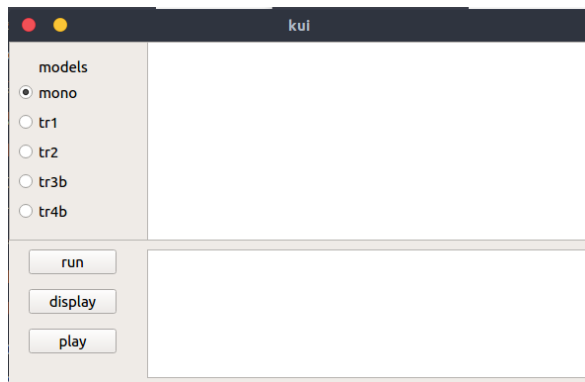 kui
models
mono
tr1
tr2
tr3b
tr4b
run
display
play